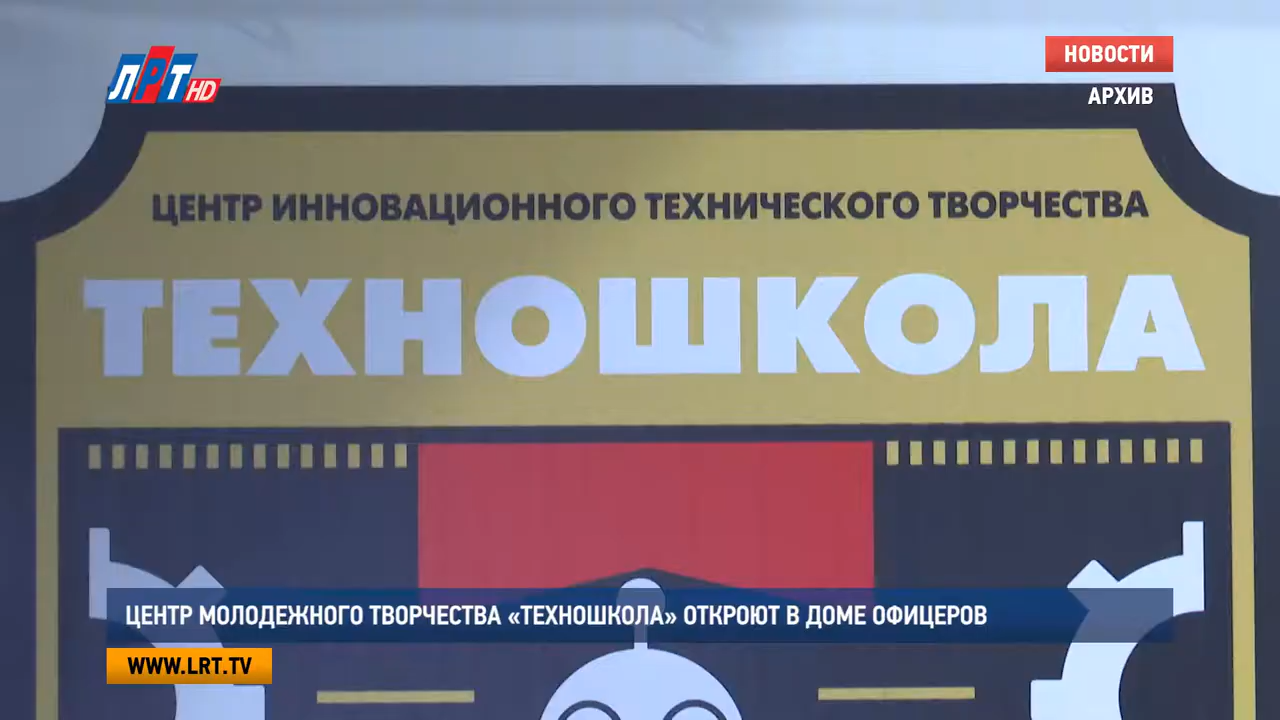 ЛРТ HD
НОВОСТИ
АРХИВ
ЦЕНТР ИННОВАЦИОННОГО ТЕХНИЧЕСКОГО ТВОРЧЕСТВА
ТЕХНОШКОЛА
ЦЕНТР МОЛОДЕЖНОГО ТВОРЧЕСТВА «ТЕХНОШКОЛА» ОТКРОЮТ В ДОМЕ ОФИЦЕРОВ
WWW.LRT.TV